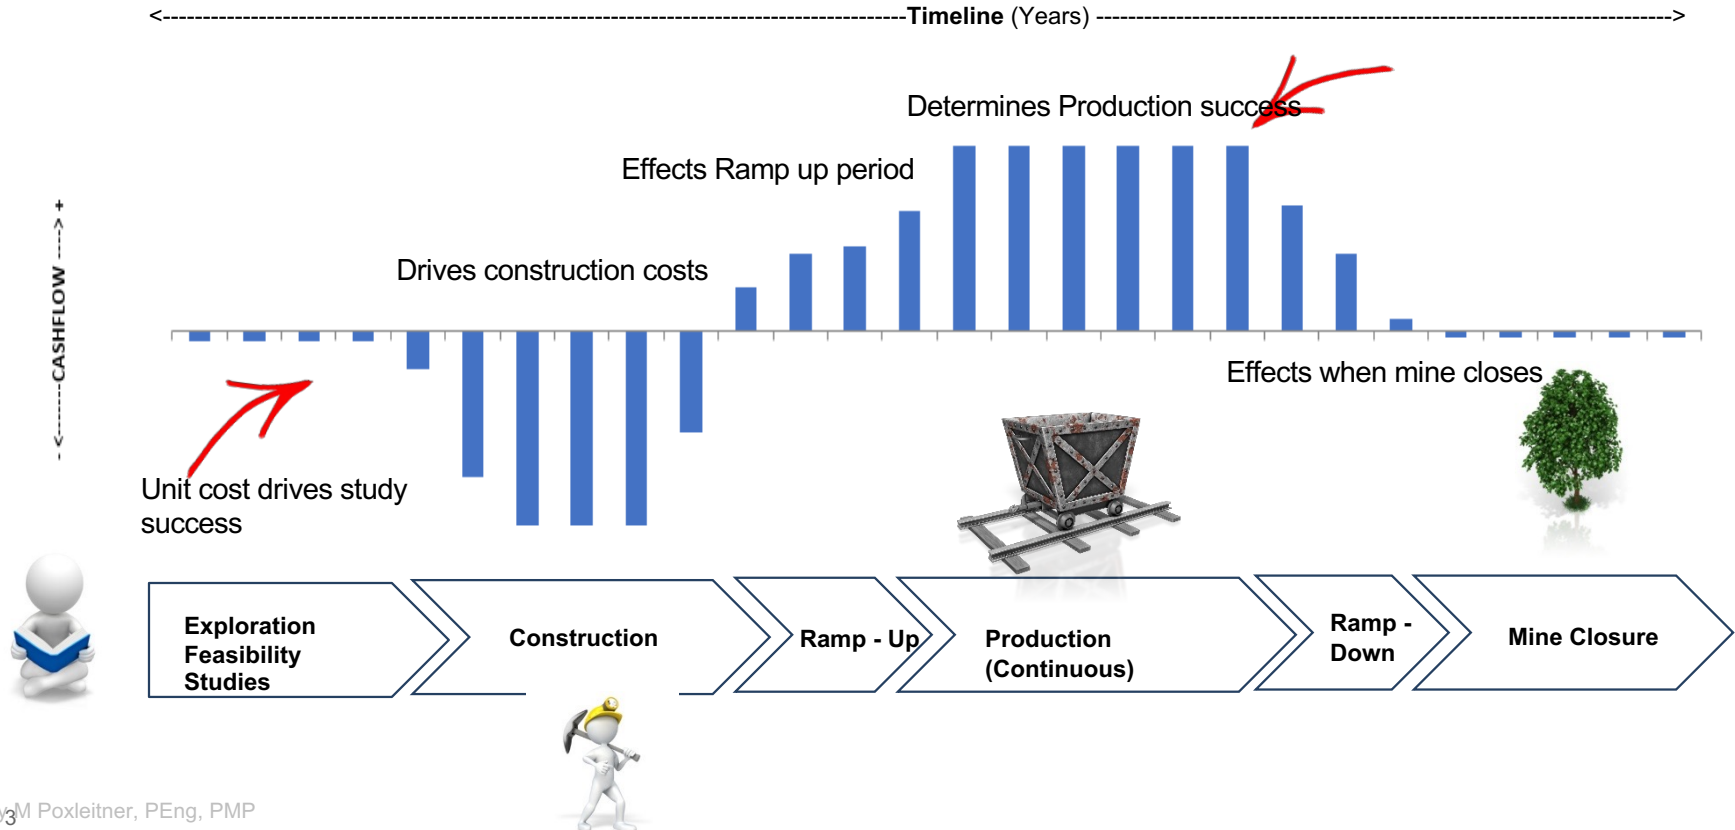 <-----------------------------------------------------------------------------------------------Timeline (Years) -------------------------------------------------------------------------->
Determines Production success
Effects Ramp up period
Drives construction costs
- <-------CASHFLOW ----> +
Effects when mine closes
Unit cost drives study
success
Exploration
Feasibility
Studies
Construction
Ramp - Up
Production
(Continuous)
Ramp -
Down
Mine Closure
y M Poxleitner, PEng, PMP
3